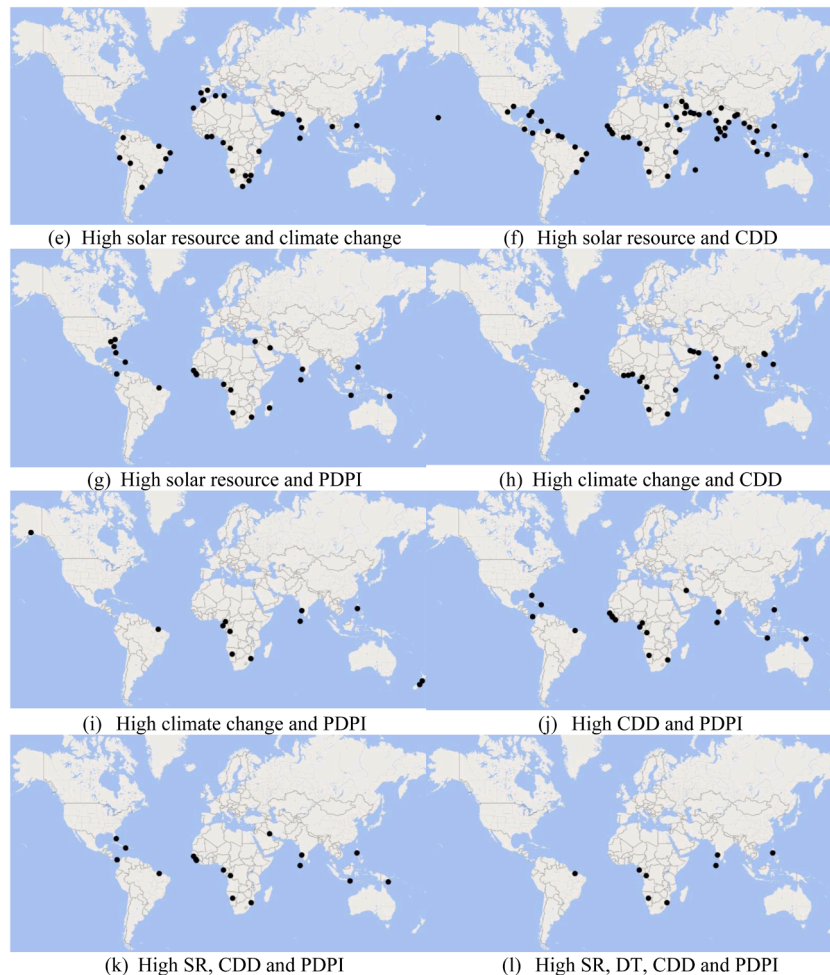 (e) High solar resource and climate change
(f) High solar resource and CDD
(g) High solar resource and PDPI
(h) High climate change and CDD
(i) High climate change and PDPI
(j) High CDD and PDPI
(k) High SR, CDD and PDPI
(l) High SR, DT, CDD and PDPI